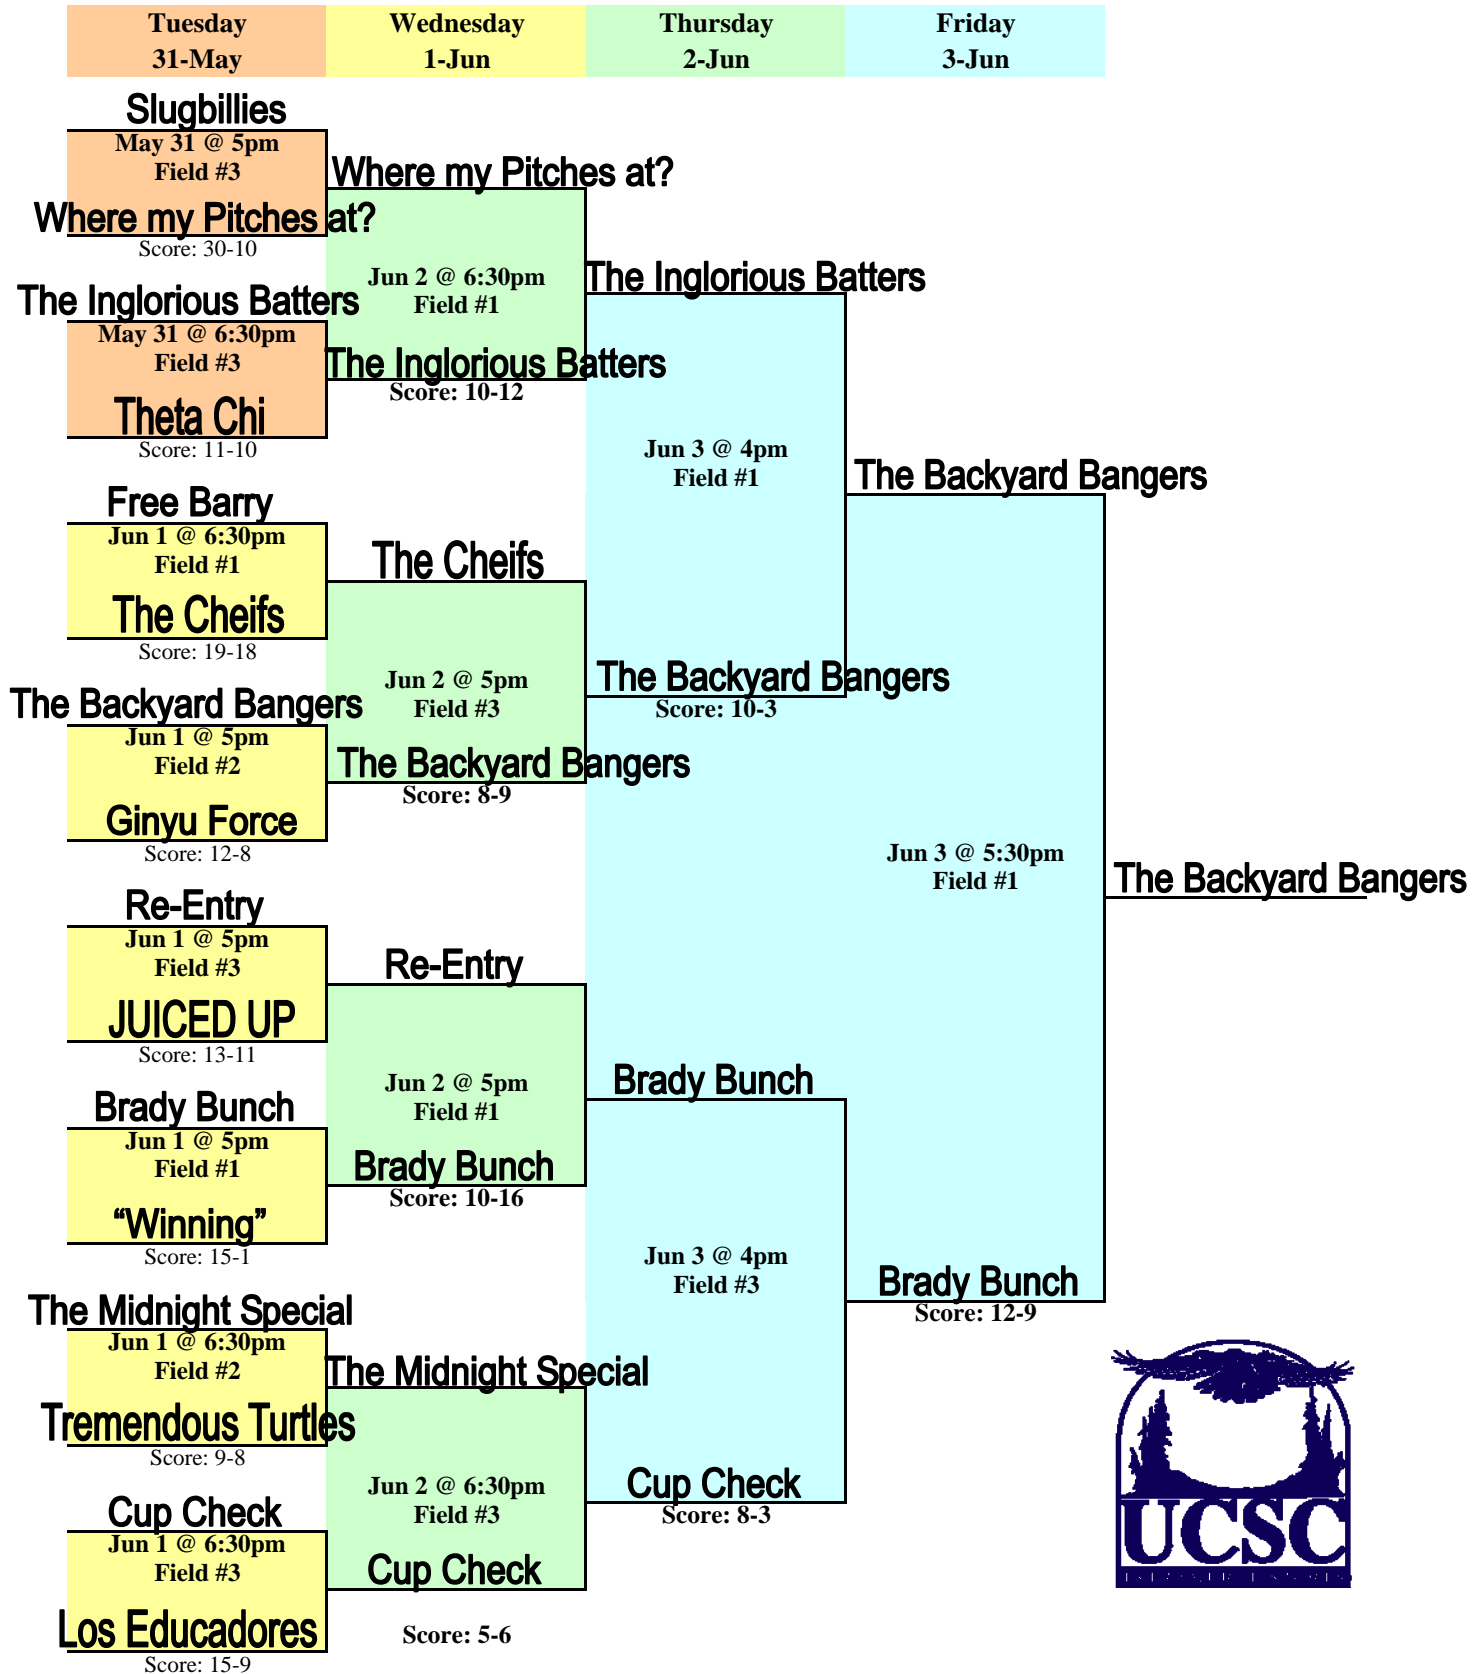 Tuesday
31-May
Wednesday
1-Jun
Thursday
2-Jun
Friday
3-Jun
Slugbillies
May 31 @ 5pm
Field #3
Where my Pitches at?
Score: 30-10
The Inglorious Batters
May 31 @ 6:30pm
Field #3
Theta Chi
Score: 11-10
Free Barry
Jun 1 @ 6:30pm
Field #1
The Cheifs
Score: 19-18
The Backyard Bangers
Jun 1 @ 5pm
Field #2
Ginyu Force
Score: 12-8
Re-Entry
Jun 1 @ 5pm
Field #3
JUICED UP
Score: 13-11
Brady Bunch
Jun 1 @ 5pm
Field #1
“Winning”
Score: 15-1
The Midnight Special
Jun 1 @ 6:30pm
Field #2
Tremendous Turtles
Score: 9-8
Cup Check
Jun 1 @ 6:30pm
Field #3
Los Educadores
Score: 15-9
Where my Pitches at?
Jun 2 @ 6:30pm
Field #1
The Inglorious Batters
Score: 10-12
The Cheifs
Jun 2 @ 5pm
Field #3
The Backyard Bangers
Score: 8-9
Re-Entry
Jun 2 @ 5pm
Field #1
Brady Bunch
Score: 10-16
The Midnight Special
Jun 2 @ 6:30pm
Field #3
Cup Check
Score: 5-6
The Inglorious Batters
Jun 3 @ 4pm
Field #1
The Backyard Bangers
Score: 10-3
Brady Bunch
Jun 3 @ 4pm
Field #3
Cup Check
Score: 8-3
The Backyard Bangers
Jun 3 @ 5:30pm
Field #1
Brady Bunch
Score: 12-9
The Backyard Bangers
UCSC